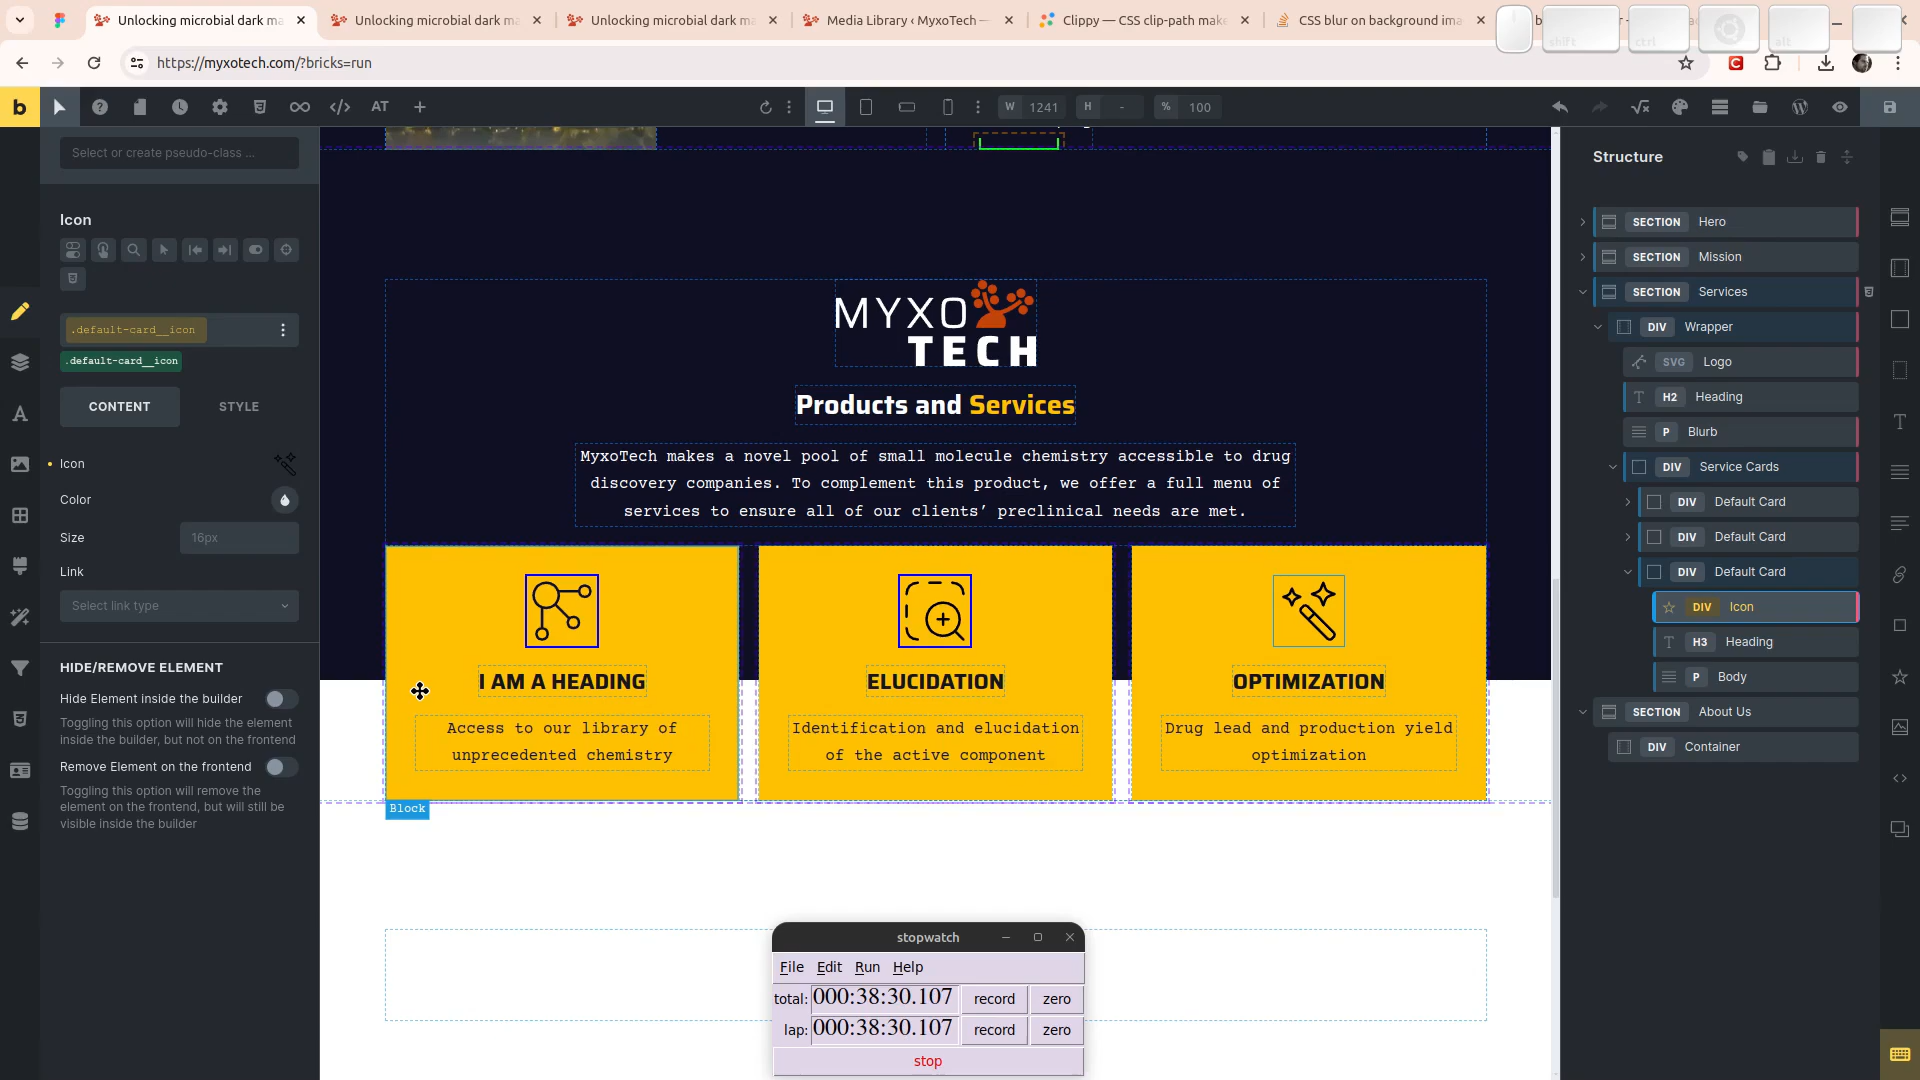 Unlocking microbial dark ma
Unlocking microbial dark ma
Unlocking microbial dark ma
Media Library ‹ MyxoTech —
Clippy — CSS clip-path make
CSS blur on background ima
shift
ctrl
alt
https://myxotech.com/?bricks=run
b
AT
W 1241
H -
% 100
Select or create pseudo-class ...
Icon
.default-card__icon
.default-card__icon
CONTENT
STYLE
Icon
Color
Size
16px
Link
Select link type
HIDE/REMOVE ELEMENT
Hide Element inside the builder
Toggling this option will hide the element
inside the builder, but not on the frontend
Remove Element on the frontend
Toggling this option will remove the
element on the frontend, but will still be
visible inside the builder
MYXO
TECH
Products and Services
MyxoTech makes a novel pool of small molecule chemistry accessible to drug
discovery companies. To complement this product, we offer a full menu of
services to ensure all of our clients’ preclinical needs are met.
I AM A HEADING
Access to our library of
unprecedented chemistry
ELUCIDATION
Identification and elucidation
of the active component
OPTIMIZATION
Drug lead and production yield
optimization
Block
stopwatch
File Edit Run Help
total: 000:38:30.107 record zero
lap: 000:38:30.107 record zero
stop
Structure
SECTION Hero
SECTION Mission
SECTION Services
DIV Wrapper
SVG Logo
H2 Heading
P Blurb
DIV Service Cards
DIV Default Card
DIV Default Card
DIV Default Card
DIV Icon
H3 Heading
P Body
SECTION About Us
DIV Container